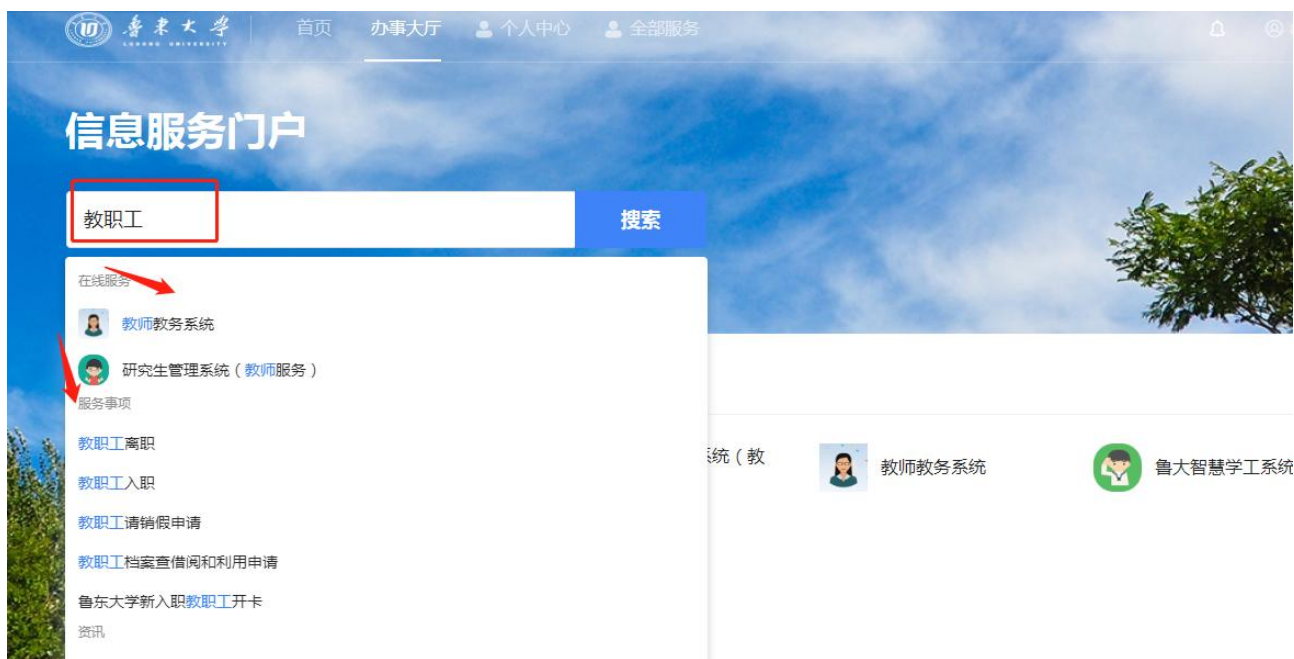 鲁东大学 首页 办事大厅 个人中心 全部服务
LUDONG UNIVERSITY
信息服务门户
教职工 搜索
在线服务
教师教务系统
研究生管理系统（教师服务）
服务事项
教职工离职
教职工入职
教职工请销假申请
教职工档案查借阅和利用申请
鲁东大学新入职教职工开卡
资讯
系统（教
教师教务系统
鲁大智慧学工系统